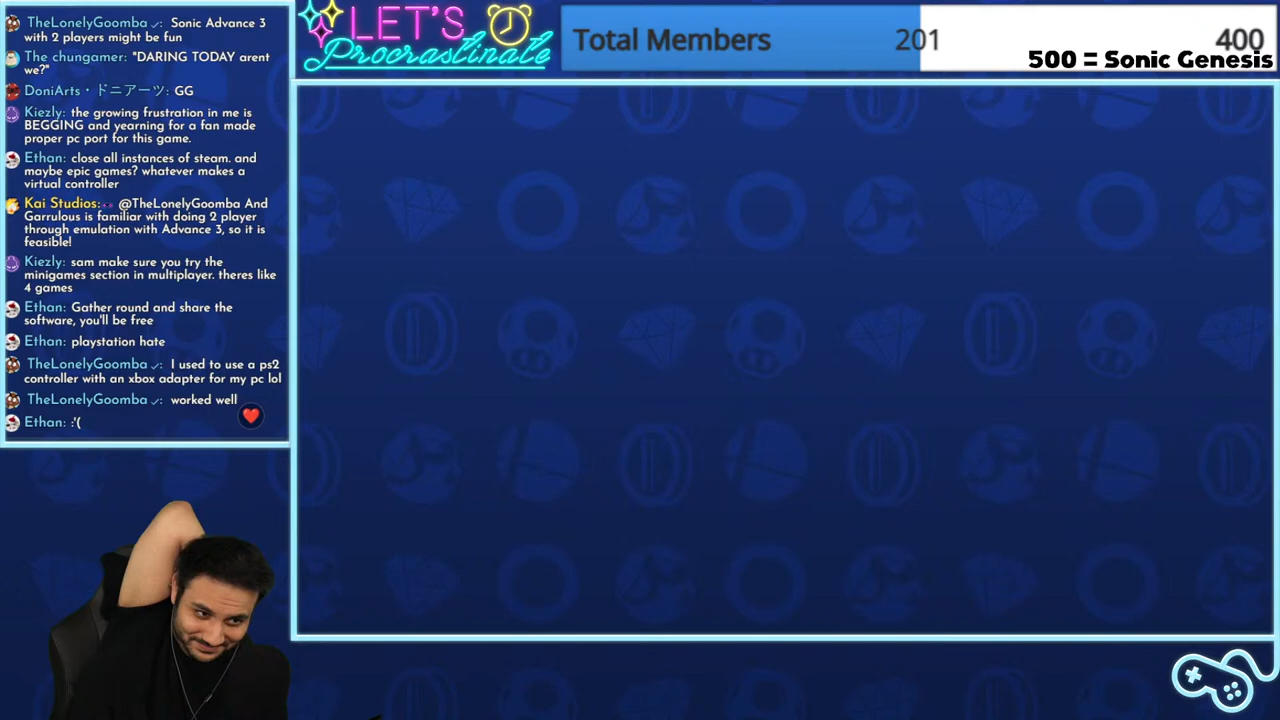 TheLonelyGoomba: Sonic Advance 3
with 2 players might be fun
The chungamer: "DARING TODAY arent
we?"
DoniArts・ドニアーツ: GG
Kiezly: the growing frustration in me is
BEGGING and yearning for a fan made
proper pc port for this game.
Ethan: close all instances of steam. and
maybe epic games? whatever makes a
virtual controller
Kai Studios: @TheLonelyGoomba And
Garrulous is familiar with doing 2 player
through emulation with Advance 3, so it is
feasible!
Kiezly: sam make sure you try the
minigames section in multiplayer. theres like
4 games
Ethan: Gather round and share the
software, you'll be free
Ethan: playstation hate
TheLonelyGoomba: I used to use a ps2
controller with an xbox adapter for my pc lol
TheLonelyGoomba: worked well
Ethan: :'(
LET'S
Procrastinate
Total Members 201 400
500 = Sonic Genesis